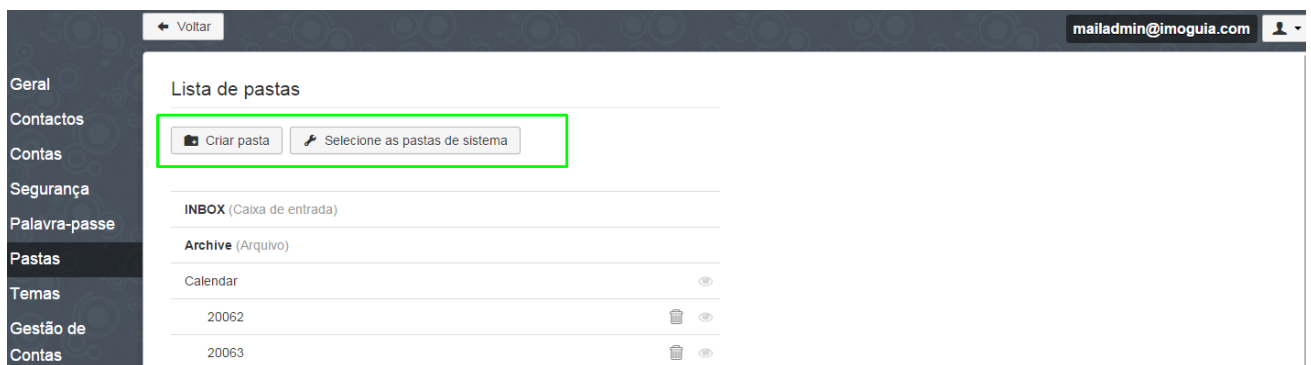 Voltar
mailadmin@imoguia.com
Geral
Contactos
Contas
Segurança
Palavra-passe
Pastas
Temas
Gestão de
Contas
Lista de pastas
Criar pasta
Selecione as pastas de sistema
INBOX (Caixa de entrada)
Archive (Arquivo)
Calendar
20062
20063